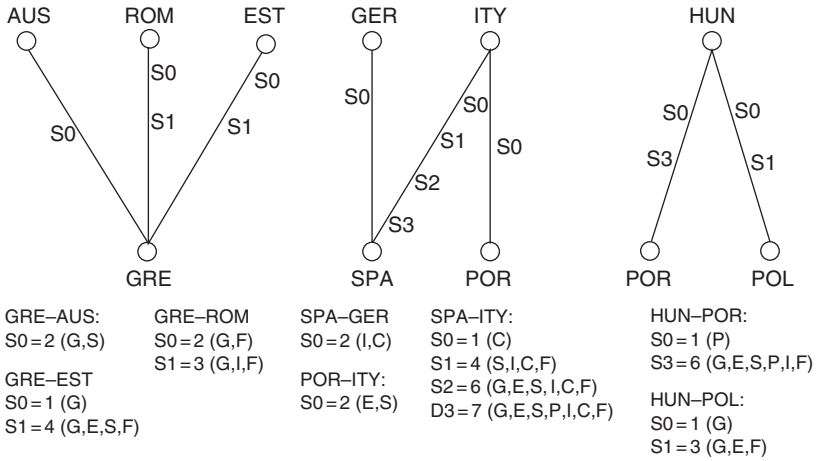 AUS ROM EST GER ITY HUN
S0 S0 S0 S0 S0 S0 S0 S0
S1 S1 S1 S3 S1
S2
S3
GRE SPA POR POR POL
GRE–AUS:
S0=2 (G,S)
GRE–EST
S0=1 (G)
S1=4 (G,E,S,F)
GRE–ROM
S0=2 (G,F)
S1=3 (G,I,F)
SPA–GER
S0=2 (I,C)
POR–ITY:
S0=2 (E,S)
SPA–ITY:
S0=1 (C)
S1=4 (S,I,C,F)
S2=6 (G,E,S, I,C,F)
D3=7 (G,E,S,P,I,C,F)
HUN–POR:
S0=1 (P)
S3=6 (G,E,S,P,I,F)
HUN–POL:
S0=1 (G)
S1=3 (G,E,F)